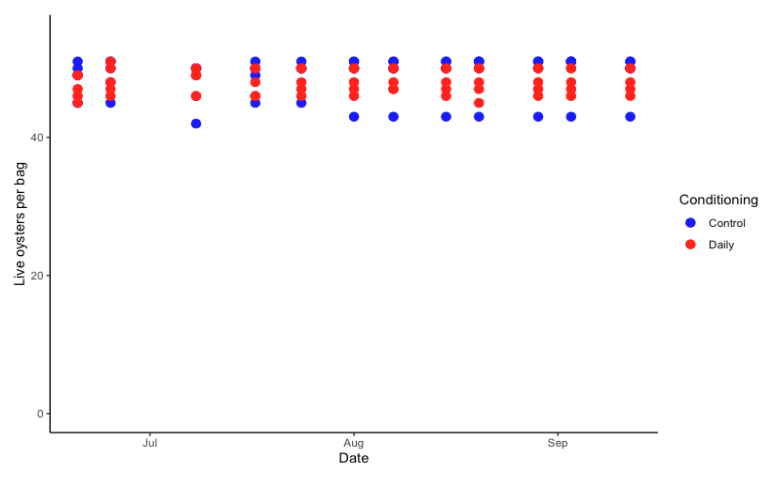 Live oysters per bag
40
20
0
Jul Aug Sep
Date
Conditioning
Control
Daily